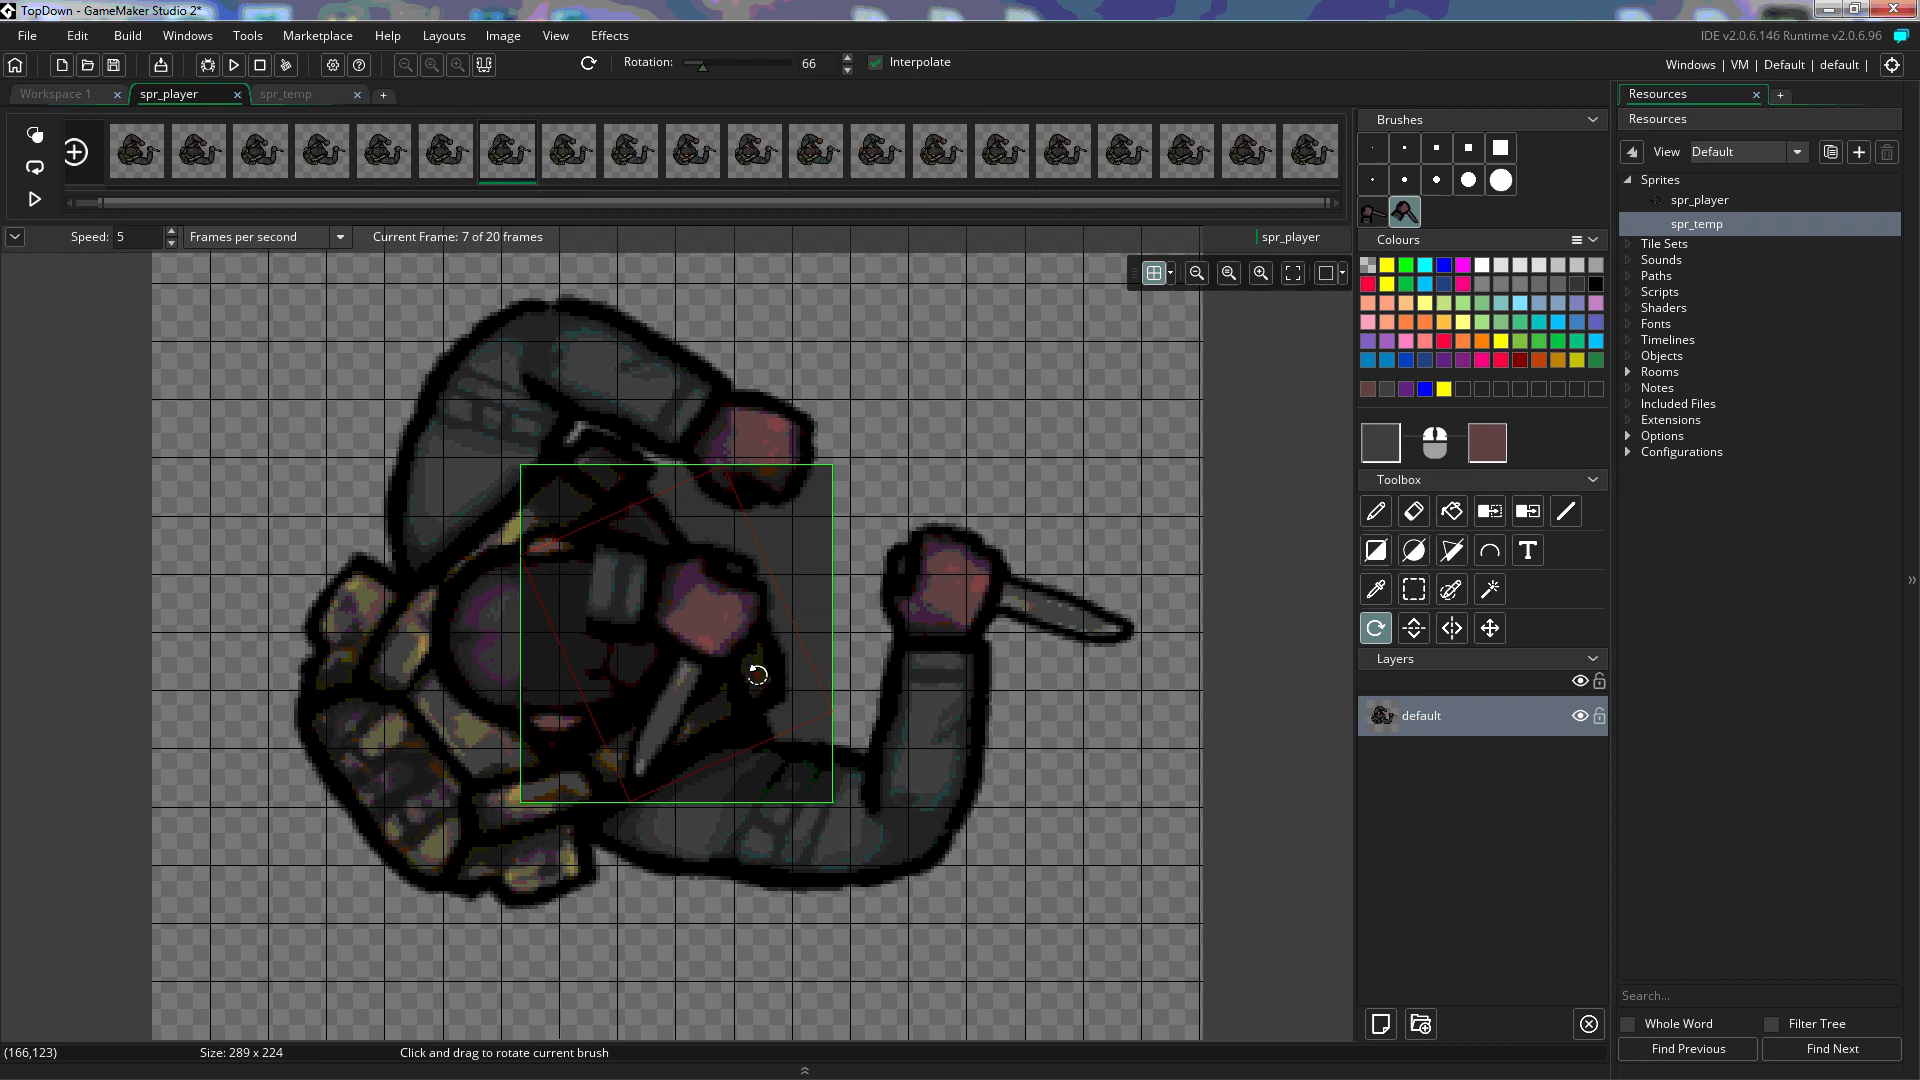 TopDown - GameMaker Studio 2*
File Edit Build Windows Tools Marketplace Help Layouts Image View Effects
IDE v2.0.6.146 Runtime v2.0.6.96
Rotation: 66 Interpolate
Windows | VM | Default | default |
Workspace 1 spr_player spr_temp
Resources
Brushes
Resources
View Default
Sprites
spr_player
spr_temp
Speed: 5 Frames per second Current Frame: 7 of 20 frames spr_player
Colours
Tile Sets
Sounds
Paths
Scripts
Shaders
Fonts
Timelines
Objects
Rooms
Notes
Included Files
Extensions
Options
Configurations
Toolbox
T
Layers
default
Search...
Whole Word Filter Tree
Find Previous Find Next
(166,123) Size: 289 x 224 Click and drag to rotate current brush